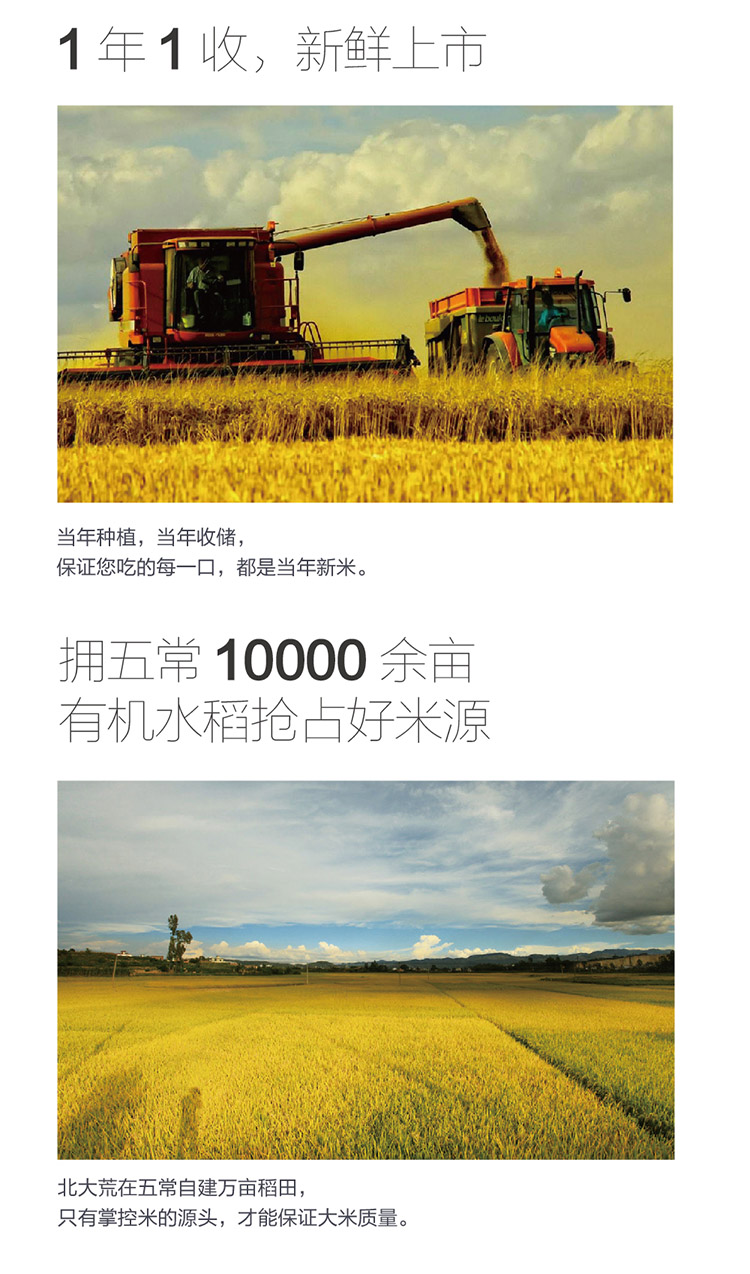 1 年 1 收，新鲜上市
当年种植，当年收储，
保证您吃的每一口，都是当年新米。
拥五常 10000 余亩
有机水稻抢占好米源
北大荒在五常自建万亩稻田，
只有掌控米的源头，才能保证大米质量。